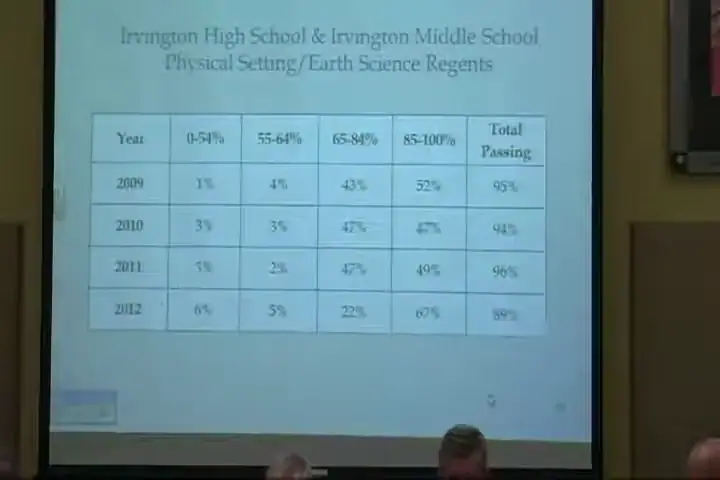 Irvington High School & Irvington Middle School
Physical Setting/Earth Science Regents
Year 0-54% 55-64% 65-84% 85-100% Total Passing
2009 1% 4% 43% 52% 95%
2010 3% 3% 47% 47% 94%
2011 2% 47% 49% 96%
2012 6% 5% 22% 67% 89%